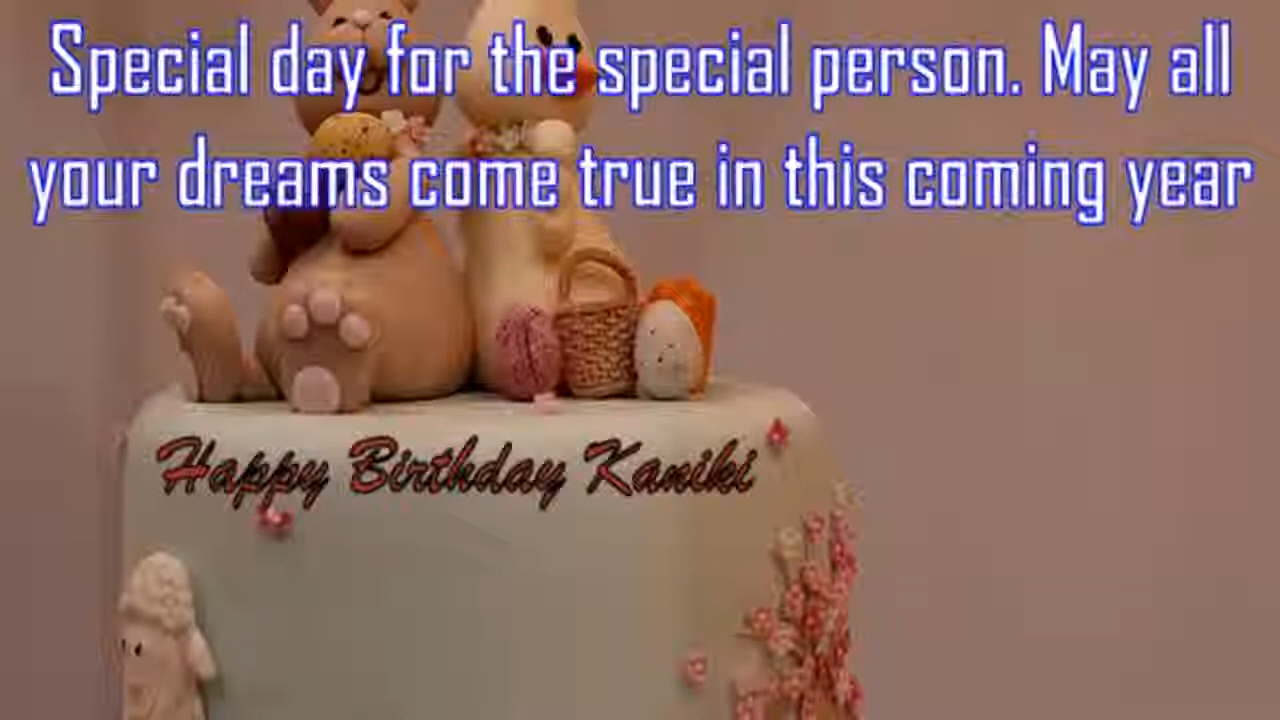 Special day for the special person. May all
your dreams come true in this coming year
Happy Birthday Kaniki